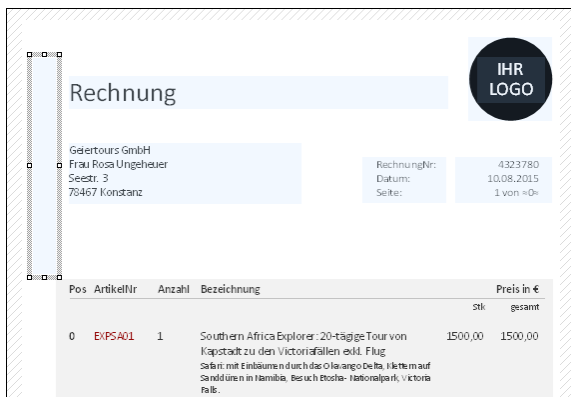 IHR
LOGO
Rechnung
Geiertours GmbH
Frau Rosa Ungeheuer
Seestr. 3
78467 Konstanz
RechnungNr: 4323780
Datum: 10.08.2015
Seite: 1 von ≈0≈
Pos ArtikelNr Anzahl Bezeichnung Preis in €
Stk gesamt
0 EXPSA01 1 Southern Africa Explorer: 20-tägige Tour von 1500,00 1500,00
Kapstadt zu den Victoriafällen exkl. Flug
Safari: mit Einbäumen durch das Okavango Delta, Klettern auf
Sanddünen in Namibia, Besuch Etosha- Nationalpark, Victoria
Falls.